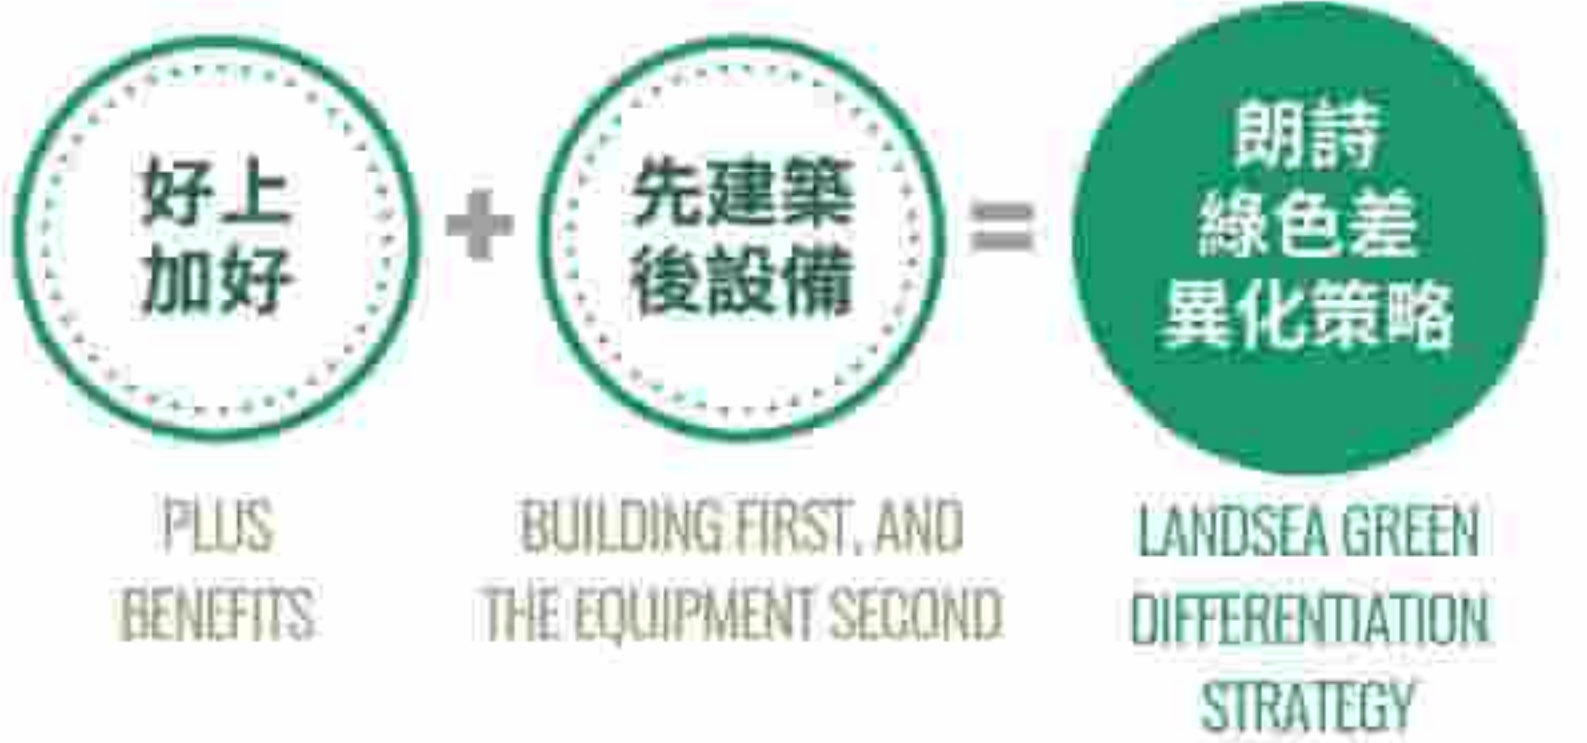 好上
加好
+
先建築
後設備
=
朗詩
綠色差
異化策略
PLUS
BENEFITS
BUILDING FIRST, AND
THE EQUIPMENT SECOND
LANDSEA GREEN
DIFFERENTIATION
STRATEGY